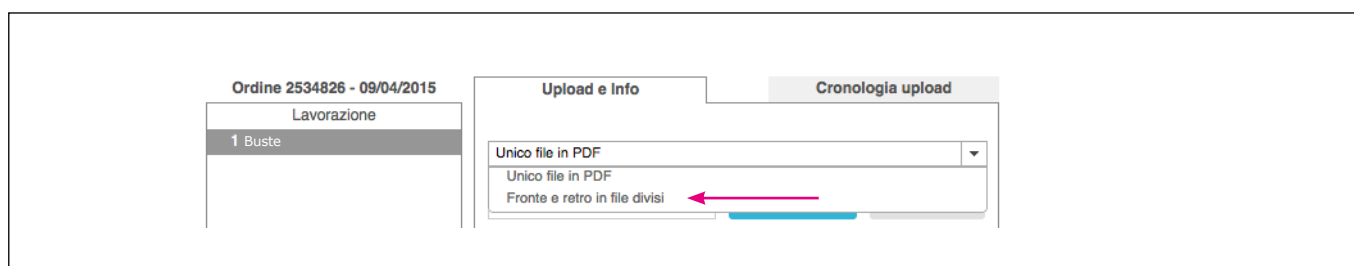 Ordine 2534826 - 09/04/2015
Upload e Info
Cronologia upload
Lavorazione
1 Buste
Unico file in PDF
Unico file in PDF
Fronte e retro in file divisi